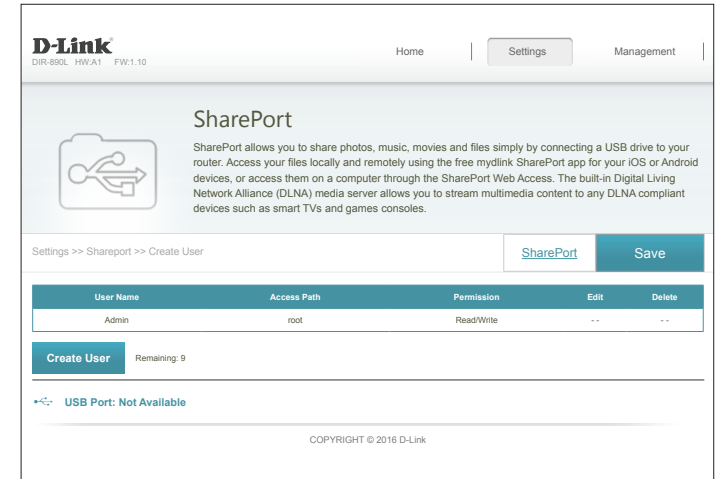 D-Link®
DIR-890L HW:A1 FW:1.10
Home Settings Management
SharePort
SharePort allows you to share photos, music, movies and files simply by connecting a USB drive to your
router. Access your files locally and remotely using the free mydlink SharePort app for your iOS or Android
devices, or access them on a computer through the SharePort Web Access. The built-in Digital Living
Network Alliance (DLNA) media server allows you to stream multimedia content to any DLNA compliant
devices such as smart TVs and games consoles.
Settings >> Shareport >> Create User
SharePort Save
User Name Access Path Permission Edit Delete
Admin root Read/Write - - - -
Create User Remaining: 9
USB Port: Not Available
COPYRIGHT © 2016 D-Link